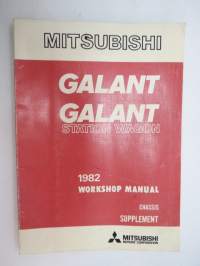 MITSUBISHI
GALANT
GALANT
STATION WAGON
1982
WORKSHOP MANUAL
CHASSIS
SUPPLEMENT
MITSUBISHI
MOTORS CORPORATION